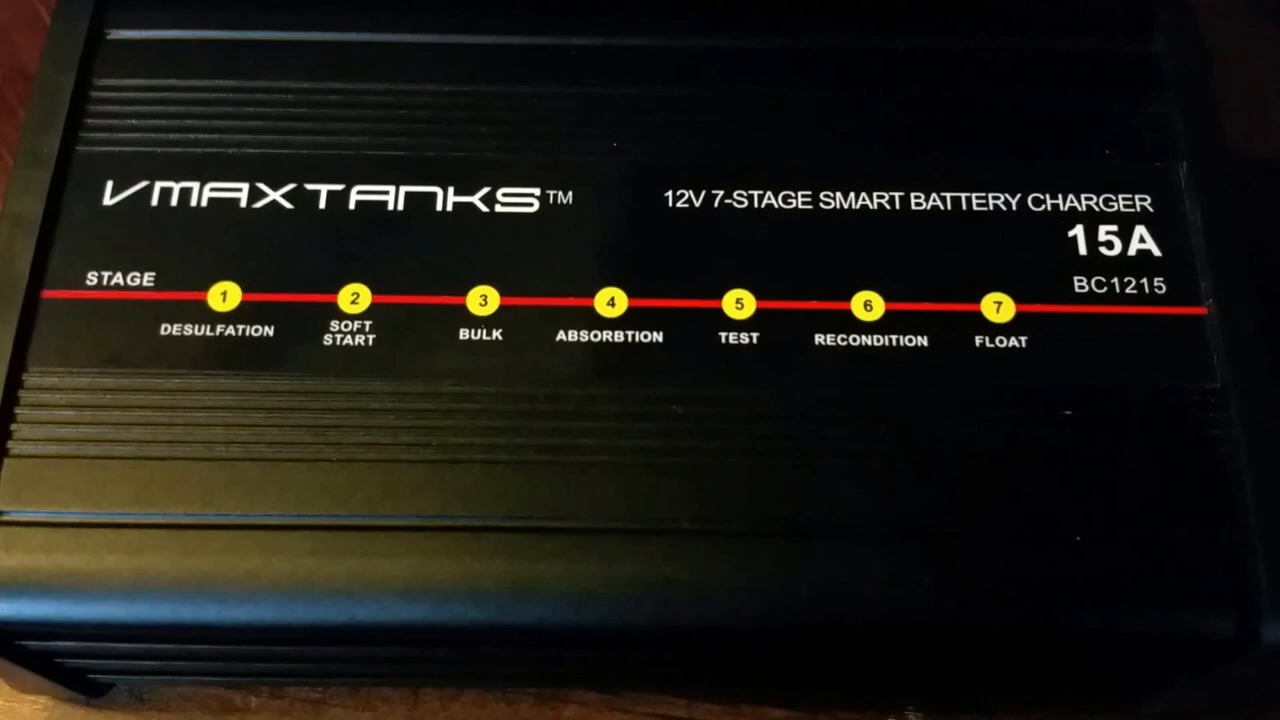 VMAXTANKS™
12V 7-STAGE SMART BATTERY CHARGER
15A
BC1215
STAGE
1 2 3 4 5 6 7
DESULFATION
SOFT
START
BULK
ABSORBTION
TEST
RECONDITION
FLOAT